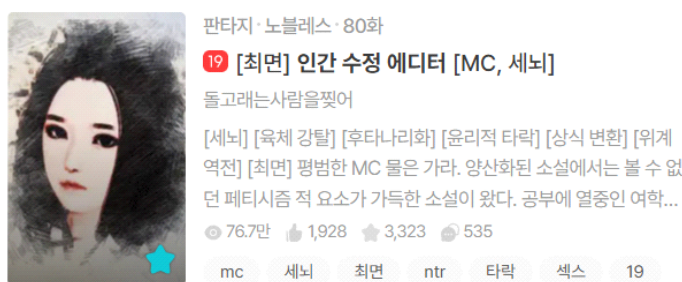 판타지 · 노블레스 · 80화
19 [최면] 인간 수정 에디터 [MC, 세뇌]
돌고래는사람을찢어
[세뇌] [육체 강탈] [후타나리화] [윤리적 타락] [상식 변환] [위계
역전] [최면] 평범한 MC 물은 가라. 양산화된 소설에서는 볼 수 없
던 페티시즘 적 요소가 가득한 소설이 왔다. 공부에 열중인 여학...
76.7만 1,928 3,323 535
mc 세뇌 최면 ntr 타락 섹스 19